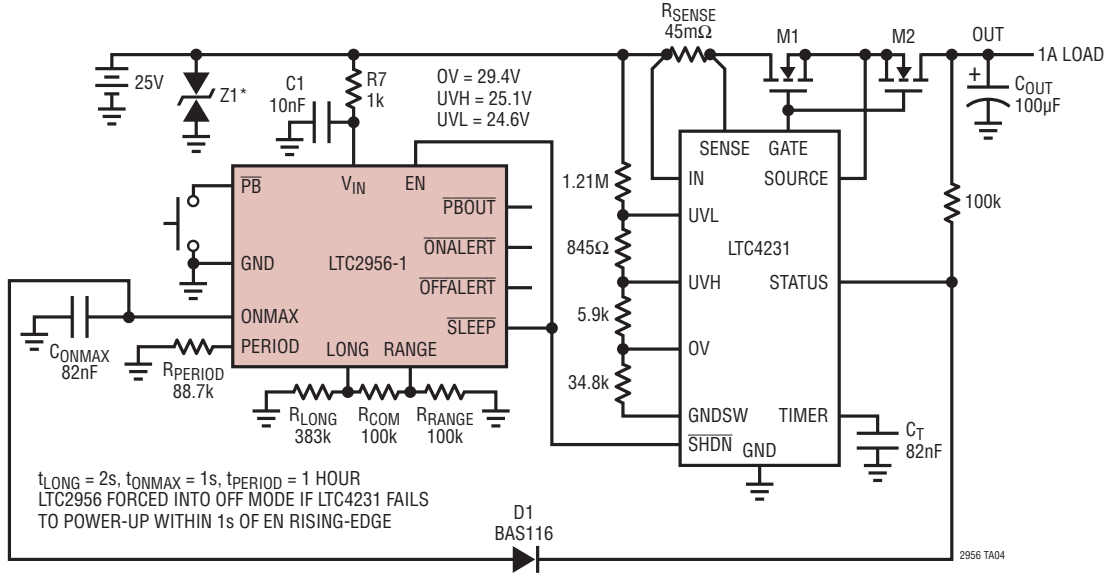 RSENSE
45mΩ
M1
M2
OUT
1A LOAD
25V
Z1*
C1
10nF
R7
1k
OV = 29.4V
UVH = 25.1V
UVL = 24.6V
+
COUT
100µF
PB
VIN
EN
PBOUT
ONALERT
OFFALERT
SLEEP
GND
LTC2956-1
ONMAX
PERIOD
LONG
RANGE
CONMAX
82nF
RPERIOD
88.7k
RLONG
383k
RCOM
100k
RRANGE
100k
1.21M
845Ω
5.9k
34.8k
SENSE
GATE
IN
SOURCE
UVL
LTC4231
UVH
STATUS
OV
GNDSW
TIMER
SHDN
GND
100k
CT
82nF
tLONG = 2s, tONMAX = 1s, tPERIOD = 1 HOUR
LTC2956 FORCED INTO OFF MODE IF LTC4231 FAILS
TO POWER-UP WITHIN 1s OF EN RISING-EDGE
D1
BAS116
2956 TA04